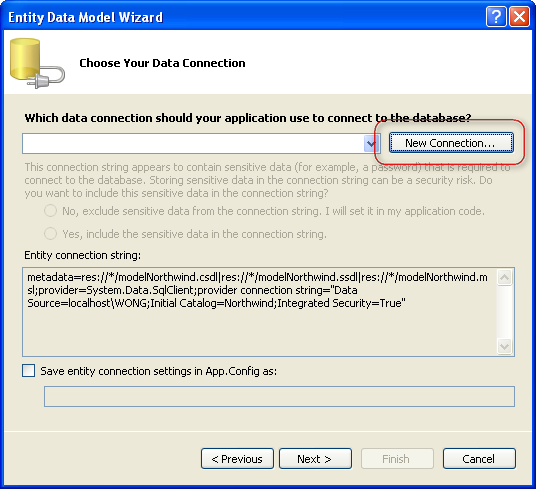 Entity Data Model Wizard
Choose Your Data Connection
Which data connection should your application use to connect to the database?
New Connection...
This connection string appears to contain sensitive data (for example, a password) that is required to
connect to the database. Storing sensitive data in the connection string can be a security risk. Do
you want to include this sensitive data in the connection string?
No, exclude sensitive data from the connection string. I will set it in my application code.
Yes, include the sensitive data in the connection string.
Entity connection string:
metadata=res://*/modelNorthwind.csdl|res://*/modelNorthwind.ssdl|res://*/modelNorthwind.m
sl;provider=System.Data.SqlClient;provider connection string="Data
Source=localhost\WONG;Initial Catalog=Northwind;Integrated Security=True"
Save entity connection settings in App.Config as:
< Previous
Next >
Finish
Cancel